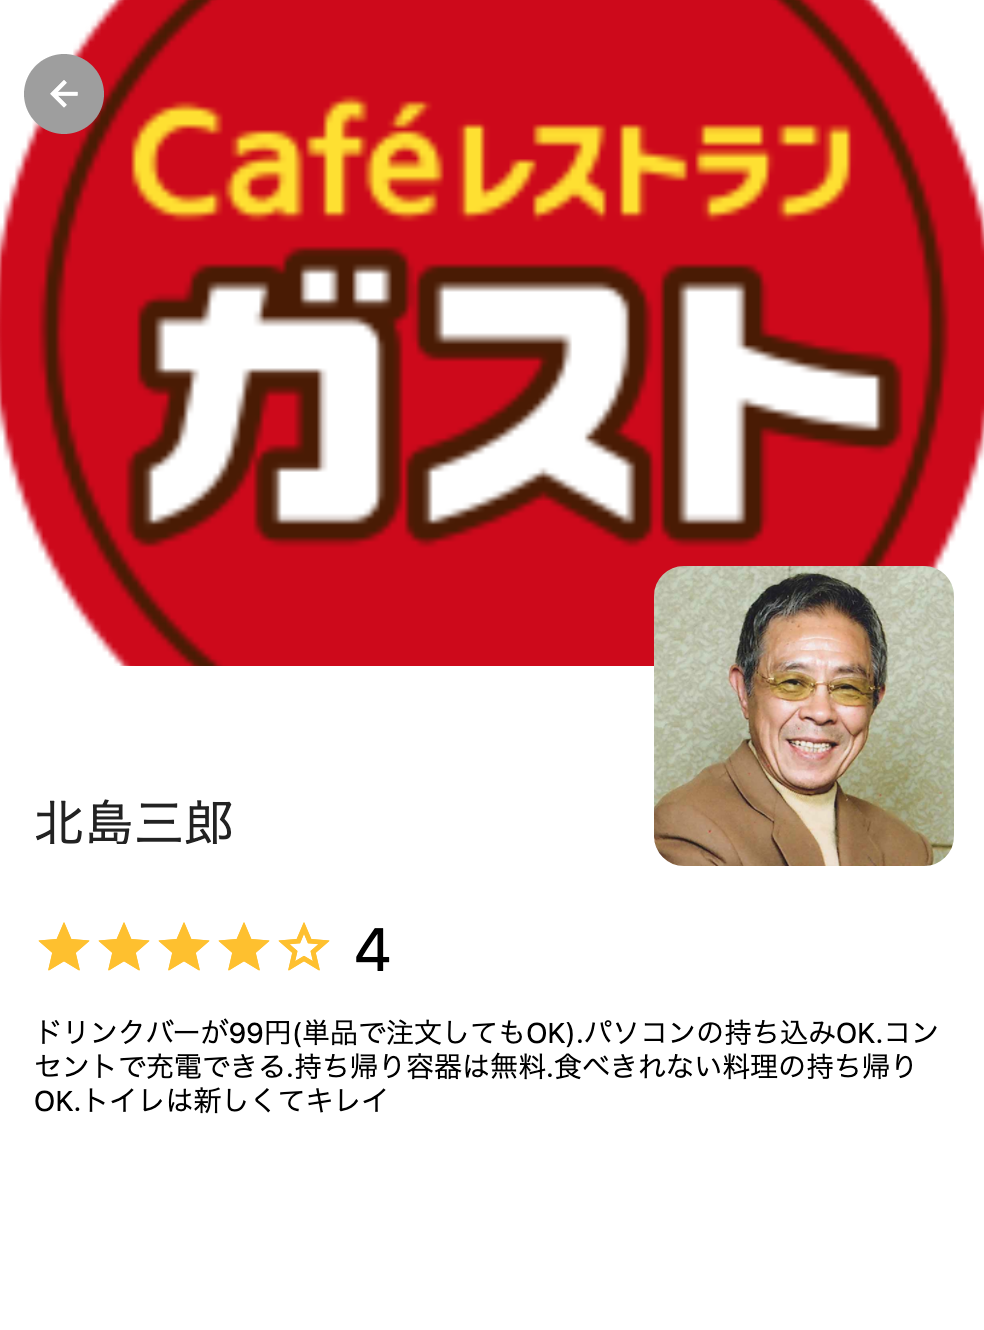 Caféレストラン
ガスト
北島三郎
4
ドリンクバーが99円(単品で注文してもOK).パソコンの持ち込みOK.コン
セントで充電できる.持ち帰り容器は無料.食べきれない料理の持ち帰り
OK.トイレは新しくてキレイ